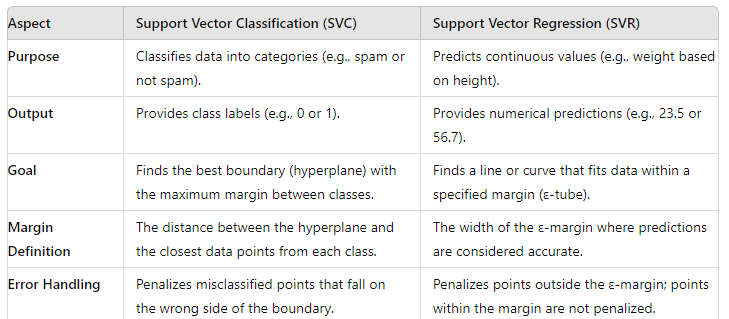 Aspect Support Vector Classification (SVC) Support Vector Regression (SVR)
Purpose Classifies data into categories (e.g., spam or Predicts continuous values (e.g., weight based
not spam). on height).
Output Provides class labels (e.g., 0 or 1). Provides numerical predictions (e.g., 23.5 or
56.7).
Goal Finds the best boundary (hyperplane) with Finds a line or curve that fits data within a
the maximum margin between classes. specified margin (ε-tube).
Margin The distance between the hyperplane and The width of the ε-margin where predictions
Definition the closest data points from each class. are considered accurate.
Error Handling Penalizes misclassified points that fall on Penalizes points outside the ε-margin; points
the wrong side of the boundary. within the margin are not penalized.